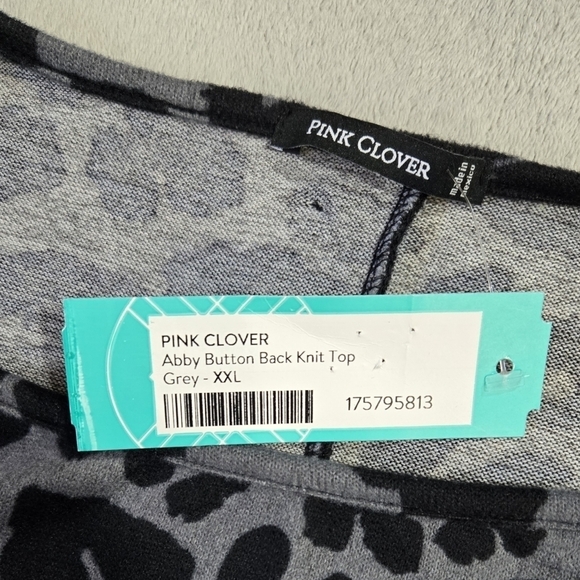 PINK CLOVER
made in
mexico
PINK CLOVER
Abby Button Back Knit Top
Grey - XXL
175795813